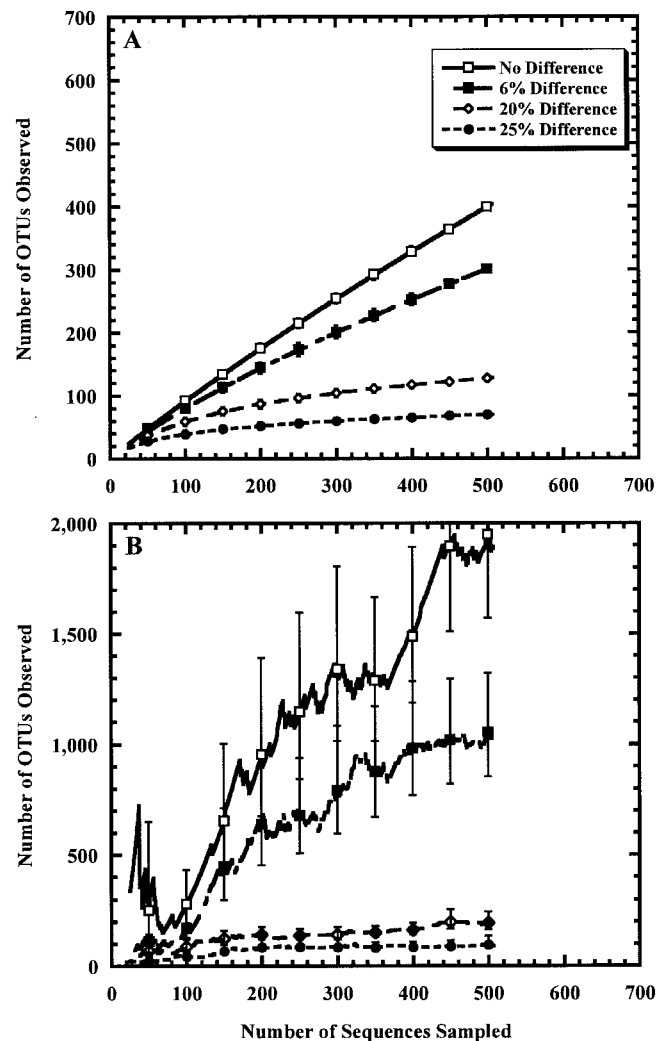 700
A
No Difference
6% Difference
20% Difference
25% Difference
600
500
400
300
200
100
0
Number of OTUs Observed
0 100 200 300 400 500 600 700
2,000
B
1,500
1,000
500
0
Number of OTUs Observed
0 100 200 300 400 500 600 700
Number of Sequences Sampled